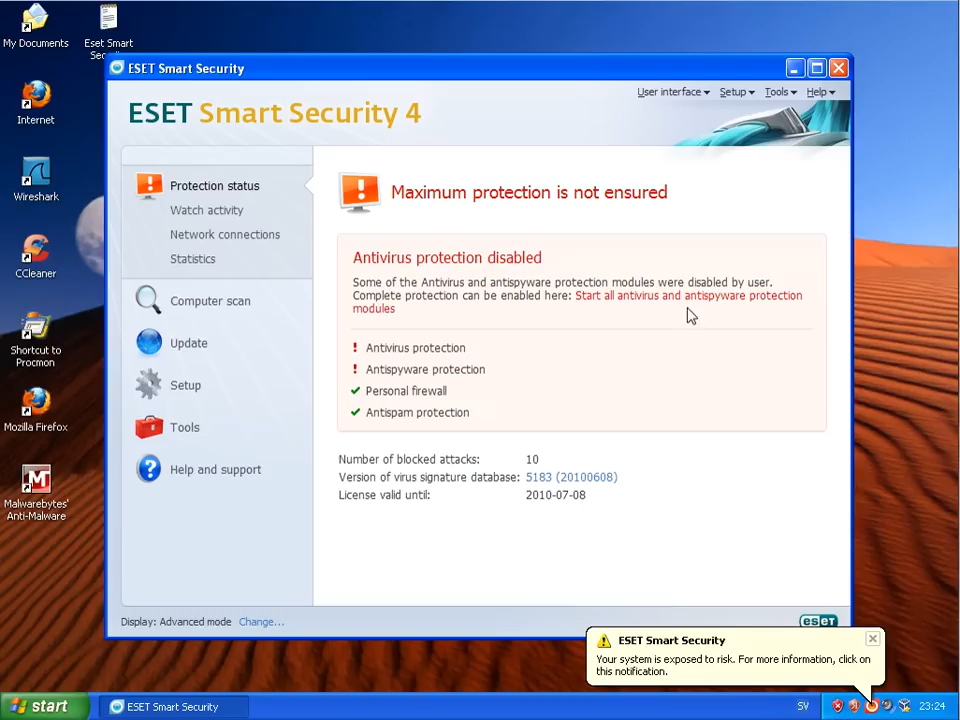 My Documents
Eset Smart
Internet
Wireshark
CCleaner
Shortcut to
Procmon
Mozilla Firefox
Malwarebytes'
Anti-Malware
ESET Smart Security
User interface Setup Tools Help
ESET Smart Security 4
Protection status
Watch activity
Network connections
Statistics
Computer scan
Update
Setup
Tools
Help and support
Maximum protection is not ensured
Antivirus protection disabled
Some of the Antivirus and antispyware protection modules were disabled by user.
Complete protection can be enabled here: Start all antivirus and antispyware protection
modules
Antivirus protection
Antispyware protection
Personal firewall
Antispam protection
Number of blocked attacks: 10
Version of virus signature database: 5183 (20100608)
License valid until: 2010-07-08
Display: Advanced mode Change...
eset
ESET Smart Security
Your system is exposed to risk. For more information, click on
this notification.
start
ESET Smart Security
SV
23:24